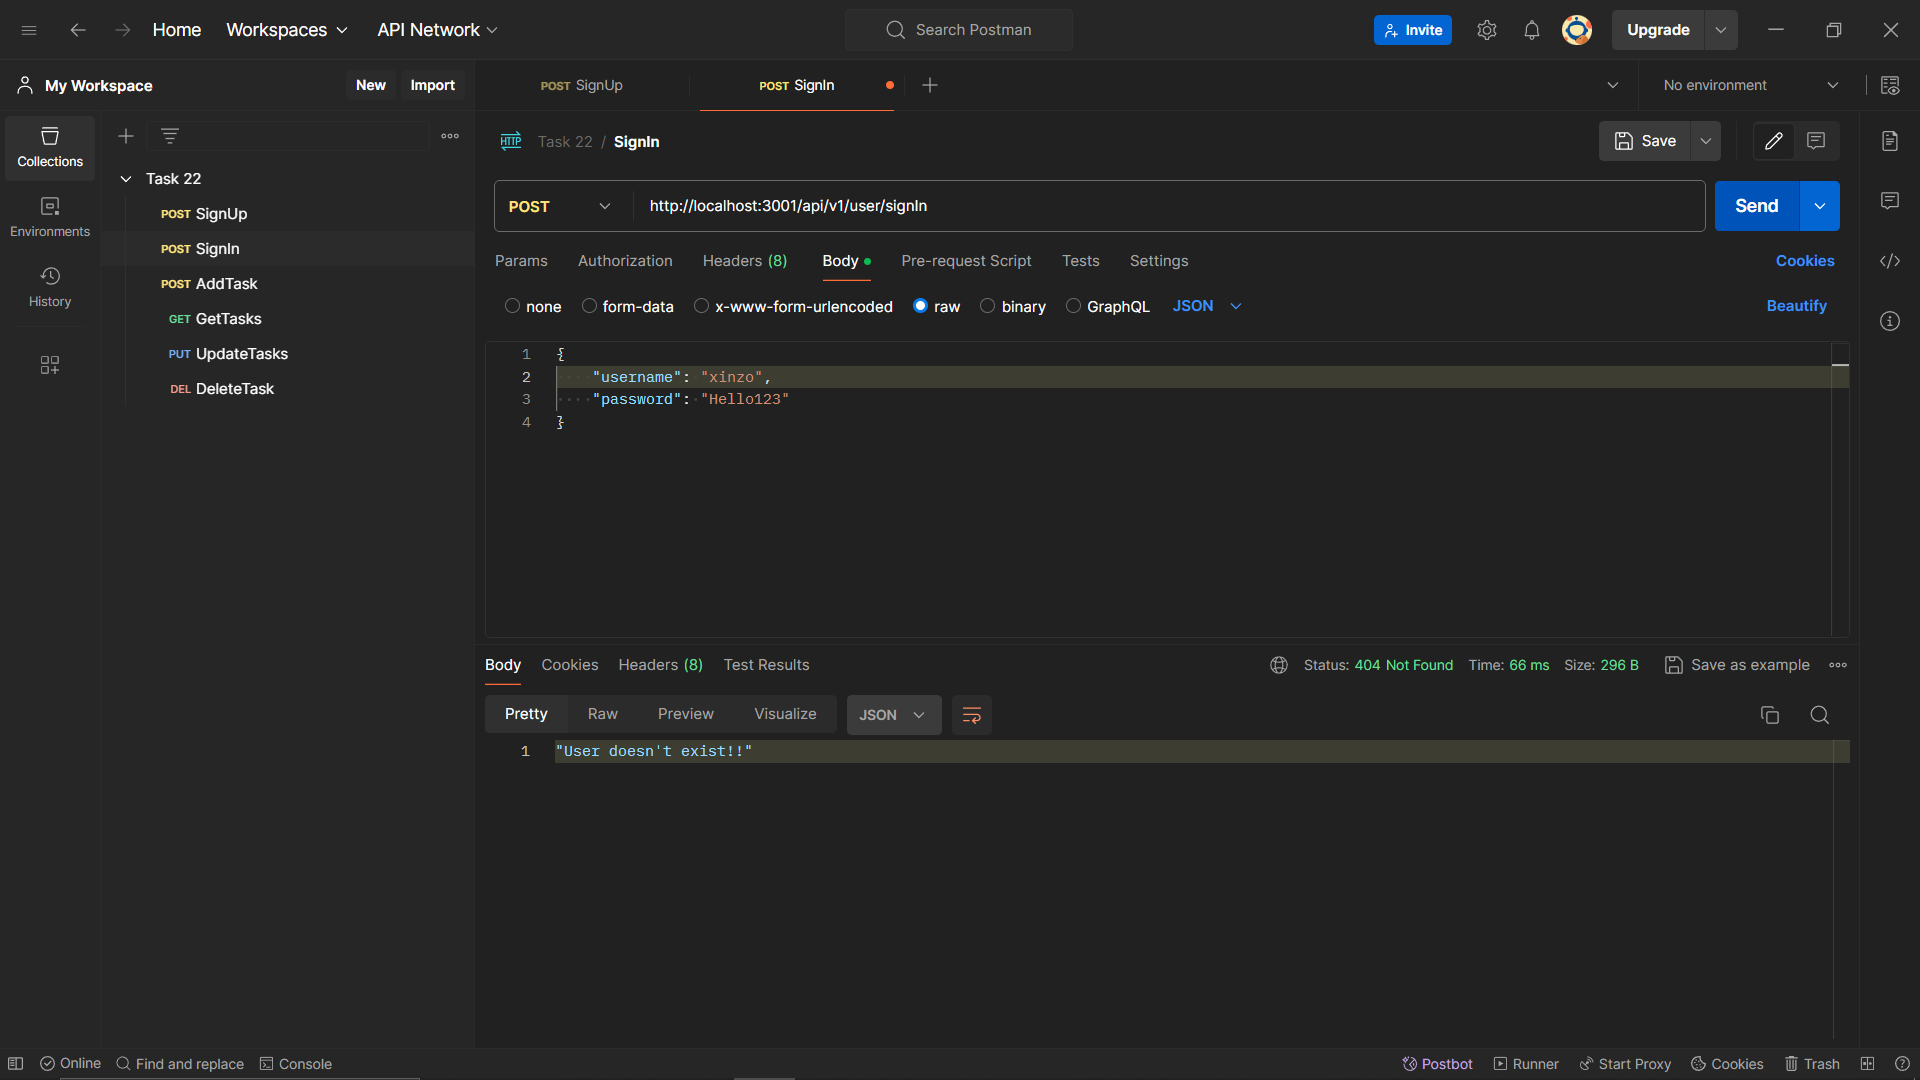 Home Workspaces API Network Search Postman Invite Upgrade
My Workspace New Import POST SignUp POST SignIn No environment
Collections
Environments
History
Task 22
POST SignUp
POST SignIn
POST AddTask
GET GetTasks
PUT UpdateTasks
DEL DeleteTask
HTTP Task 22 / SignIn Save
POST http://localhost:3001/api/v1/user/signIn Send
Params Authorization Headers (8) Body Pre-request Script Tests Settings Cookies
none form-data x-www-form-urlencoded raw binary GraphQL JSON Beautify
1 {
2 "username": "xinzo",
3 "password": "Hello123"
4 }
Body Cookies Headers (8) Test Results Status: 404 Not Found Time: 66 ms Size: 296 B Save as example
Pretty Raw Preview Visualize JSON
1 "User doesn't exist!!"
Online Find and replace Console Postbot Runner Start Proxy Cookies Trash